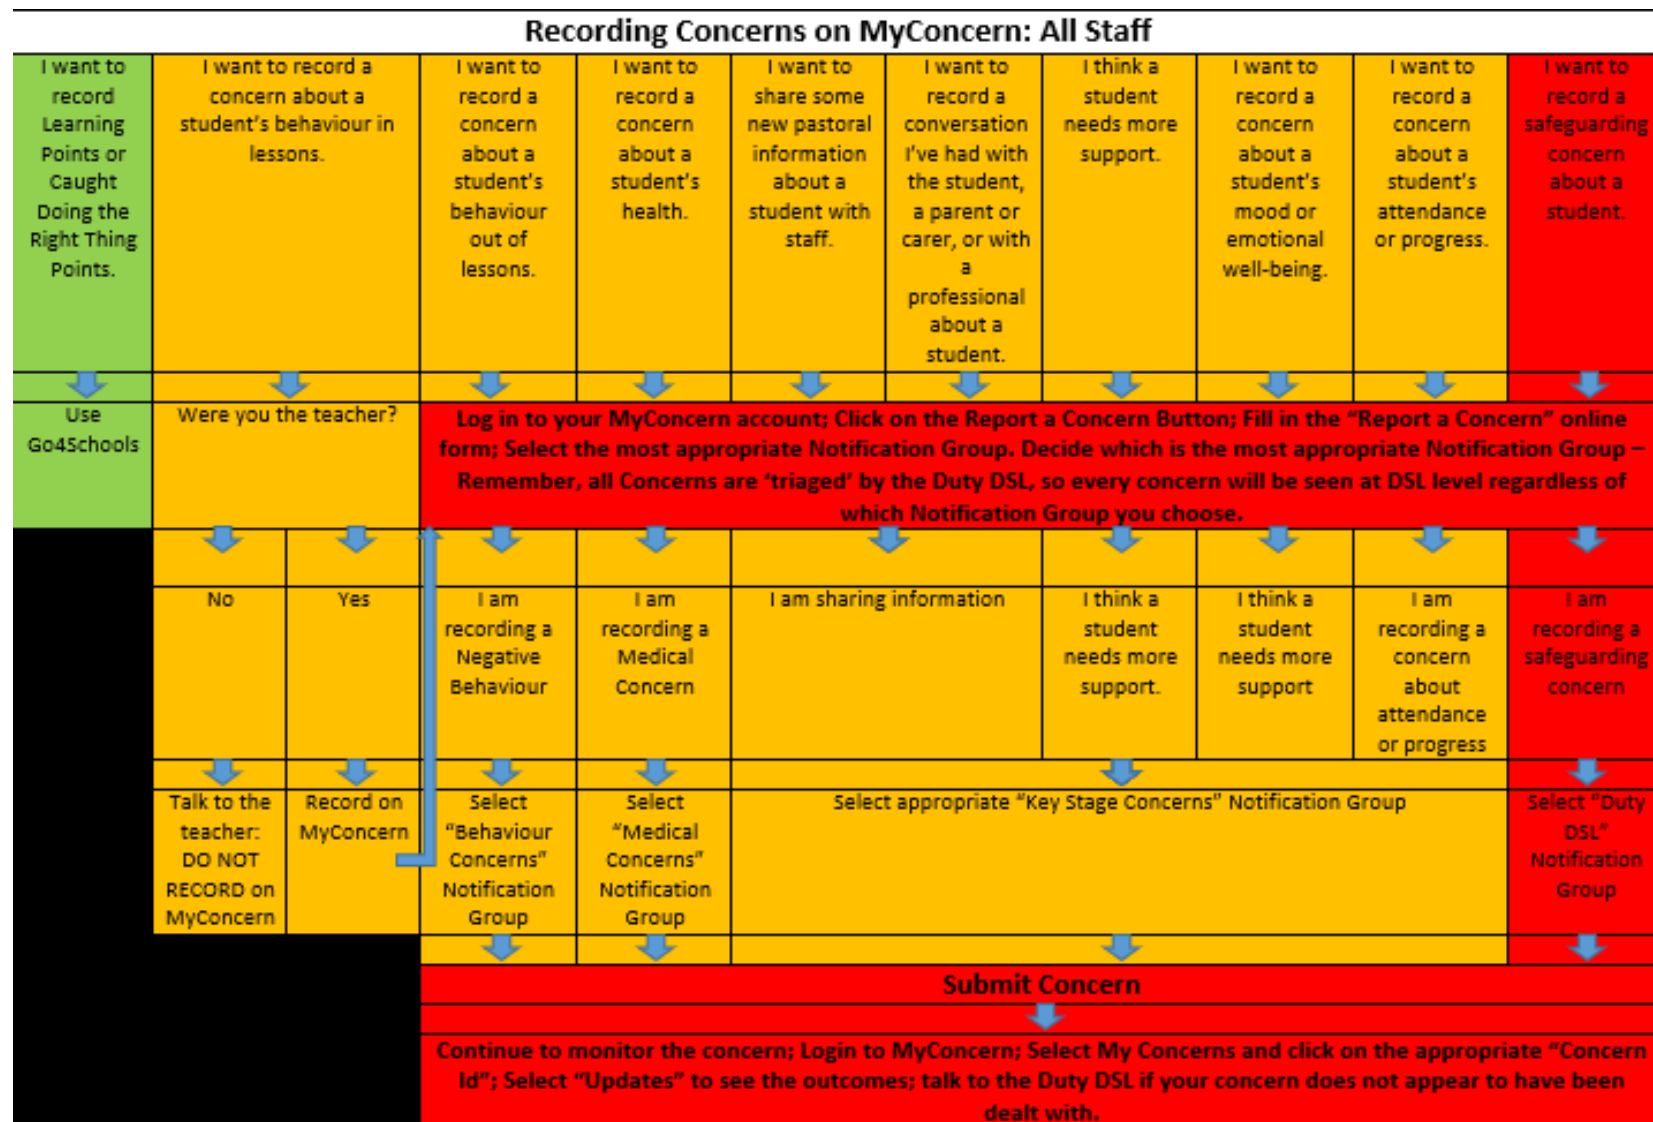 Recording Concerns on MyConcern: All Staff
I want to
record
Learning
Points or
Caught
Doing the
Right Thing
Points.
I want to record a
concern about a
student's behaviour in
lessons.
I want to
record a
concern
about a
student's
behaviour
out of
lessons.
I want to
record a
concern
about a
student's
health.
I want to
share some
new pastoral
information
about a
student with
staff.
I want to
record a
conversation
I've had with
the student,
a parent or
carer, or with
a
professional
about a
student.
I think a
student
needs more
support.
I want to
record a
concern
about a
student's
mood or
emotional
well-being.
I want to
record a
concern
about a
student's
attendance
or progress.
I want to
record a
safeguarding
concern
about a
student.
Use
Go4Schools
Were you the teacher?
Log in to your MyConcern account; Click on the Report a Concern Button; Fill in the “Report a Concern” online
form; Select the most appropriate Notification Group. Decide which is the most appropriate Notification Group –
Remember, all Concerns are ‘triaged’ by the Duty DSL, so every concern will be seen at DSL level regardless of
which Notification Group you choose.
No
Yes
I am
recording a
Negative
Behaviour
I am
recording a
Medical
Concern
I am sharing information
I think a
student
needs more
support.
I think a
student
needs more
support
I am
recording a
concern
about
attendance
or progress
I am
recording a
safeguarding
concern
Talk to the
teacher:
DO NOT
RECORD on
MyConcern
Record on
MyConcern
Select
“Behaviour
Concerns”
Notification
Group
Select
“Medical
Concerns”
Notification
Group
Select appropriate “Key Stage Concerns” Notification Group
Select “Duty
DSL”
Notification
Group
Submit Concern
Continue to monitor the concern; Login to MyConcern; Select My Concerns and click on the appropriate “Concern
Id”; Select “Updates” to see the outcomes; talk to the Duty DSL if your concern does not appear to have been
dealt with.